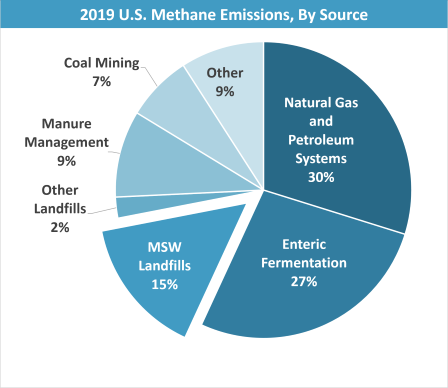 2019 U.S. Methane Emissions, By Source
Natural Gas
and
Petroleum
Systems
30%
Enteric
Fermentation
27%
MSW
Landfills
15%
Other
Landfills
2%
Manure
Management
9%
Coal Mining
7%
Other
9%